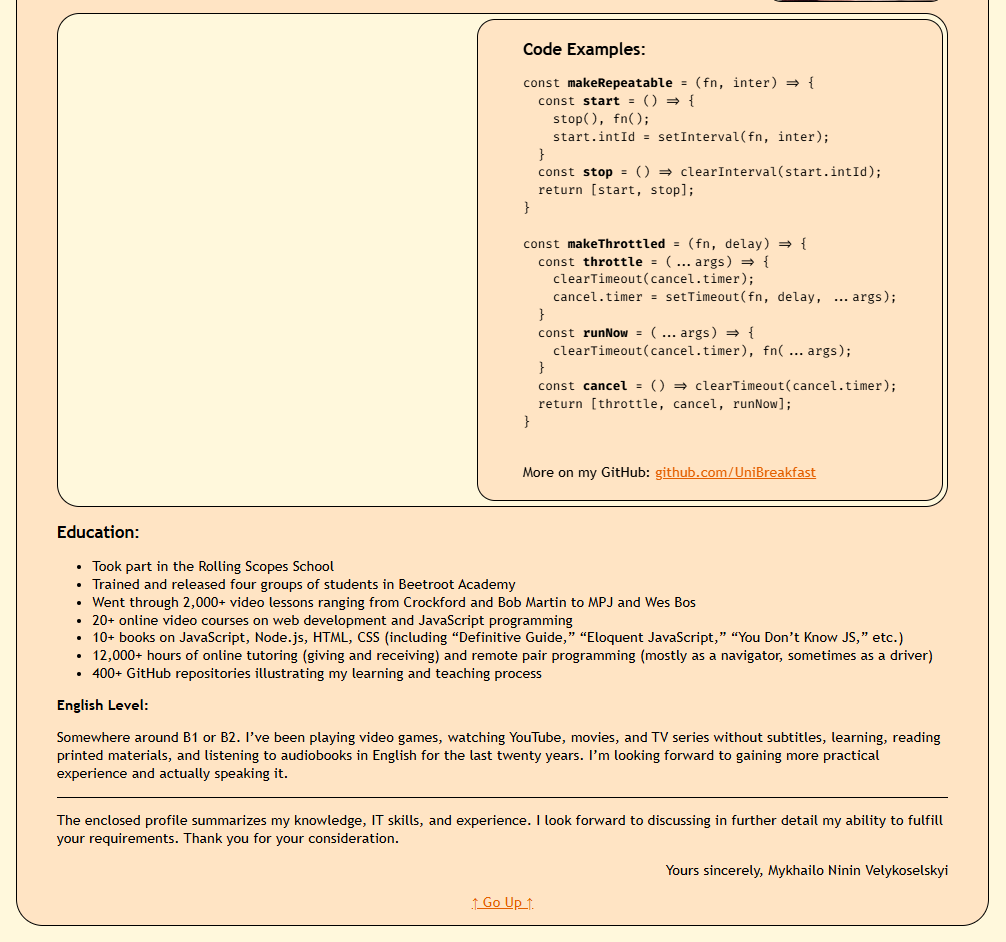 Code Examples:
const makeRepeatable = (fn, inter) => {
  const start = () => {
    stop(), fn();
    start.intId = setInterval(fn, inter);
  }
  const stop = () => clearInterval(start.intId);
  return [start, stop];
}
const makeThrottled = (fn, delay) => {
  const throttle = (...args) => {
    clearTimeout(cancel.timer);
    cancel.timer = setTimeout(fn, delay, ...args);
  }
  const runNow = (...args) => {
    clearTimeout(cancel.timer), fn(...args);
  }
  const cancel = () => clearTimeout(cancel.timer);
  return [throttle, cancel, runNow];
}
More on my GitHub: github.com/UniBreakfast
Education:
• Took part in the Rolling Scopes School
• Trained and released four groups of students in Beetroot Academy
• Went through 2,000+ video lessons ranging from Crockford and Bob Martin to MPJ and Wes Bos
• 20+ online video courses on web development and JavaScript programming
• 10+ books on JavaScript, Node.js, HTML, CSS (including “Definitive Guide,” “Eloquent JavaScript,” “You Don’t Know JS,” etc.)
• 12,000+ hours of online tutoring (giving and receiving) and remote pair programming (mostly as a navigator, sometimes as a driver)
• 400+ GitHub repositories illustrating my learning and teaching process
English Level:
Somewhere around B1 or B2. I’ve been playing video games, watching YouTube, movies, and TV series without subtitles, learning, reading
printed materials, and listening to audiobooks in English for the last twenty years. I’m looking forward to gaining more practical
experience and actually speaking it.
The enclosed profile summarizes my knowledge, IT skills, and experience. I look forward to discussing in further detail my ability to fulfill
your requirements. Thank you for your consideration.
Yours sincerely, Mykhailo Ninin Velykoselskyi
↑ Go Up ↑